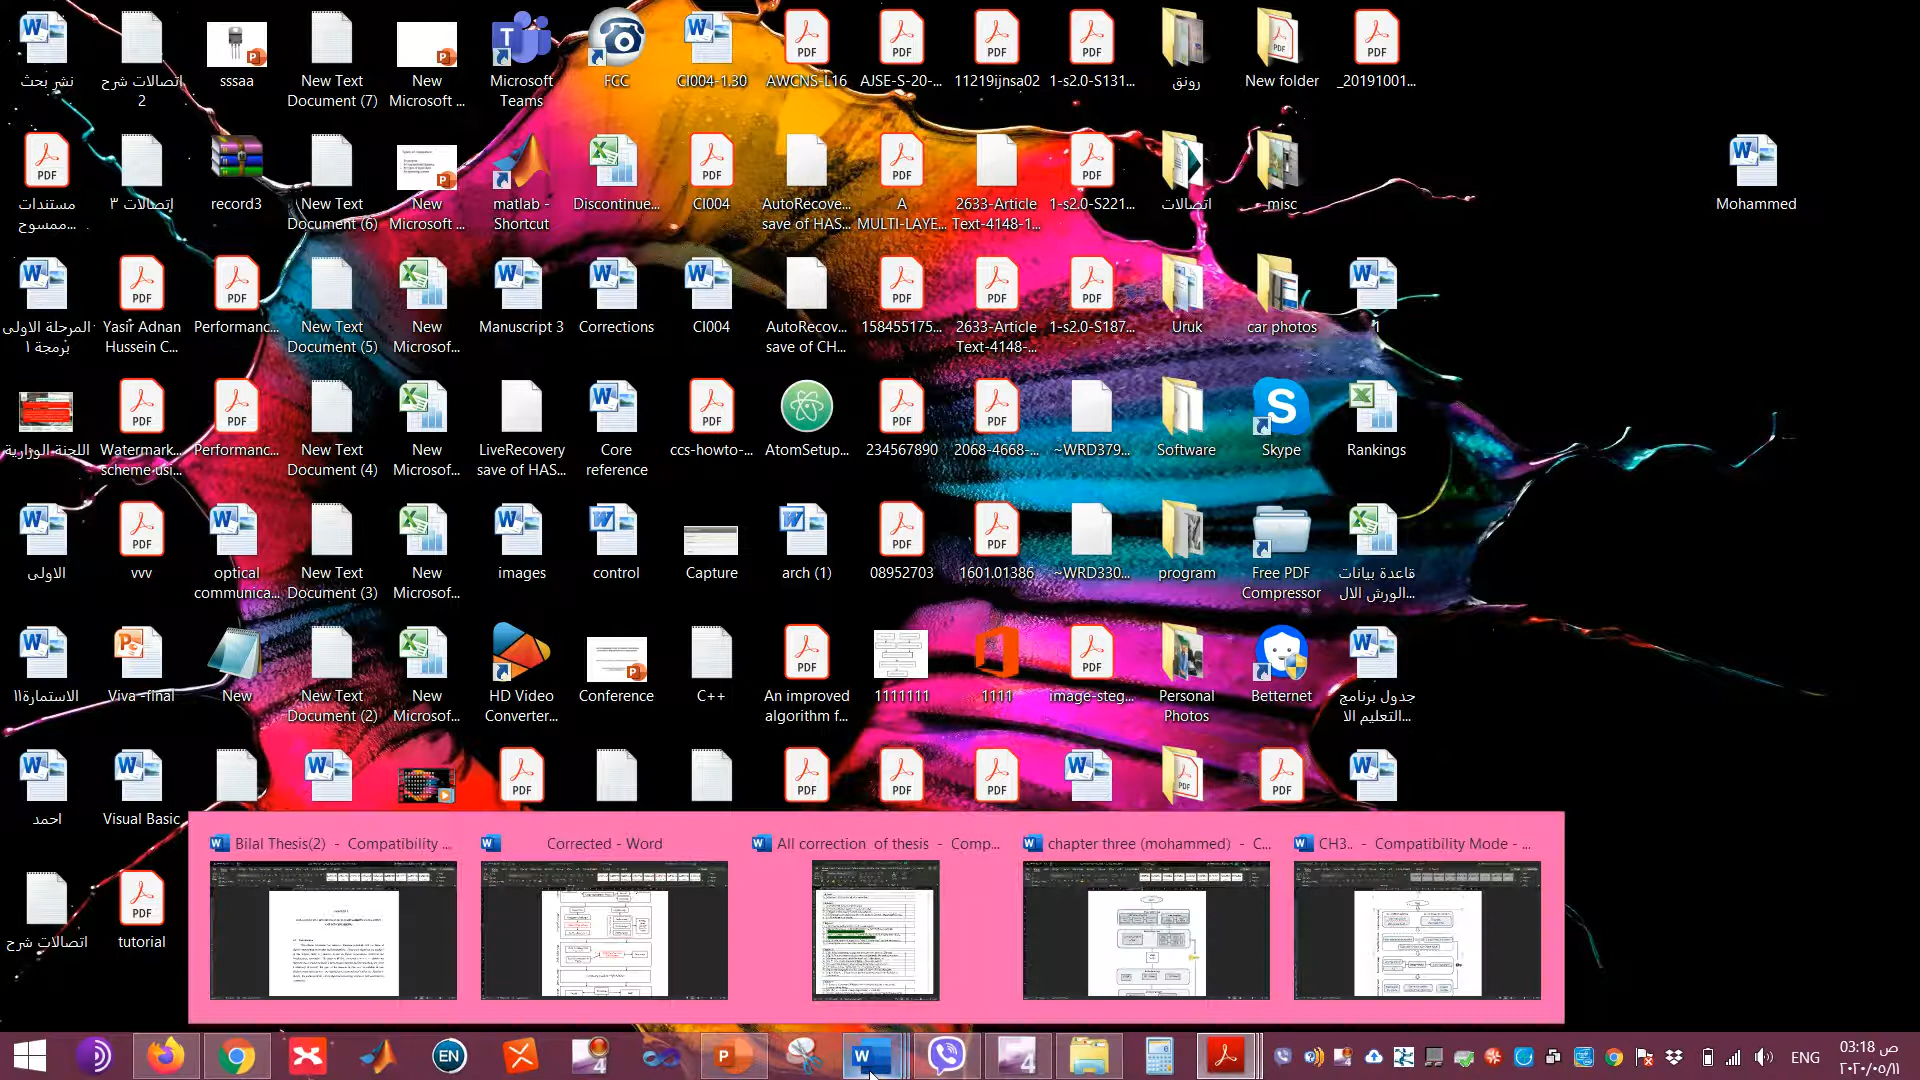 نشر بحث
اتصالات شرح
2
sssaa
New Text
Document (7)
New
Microsoft ...
Microsoft
Teams
FCC
CI004-1.30
AWCNS-L16
AJSE-S-20-...
11219ijnsa02
1-s2.0-S131...
رونق
New folder
_20191001...
مستندات
ممسوح...
إتصالات ٣
record3
New Text
Document (6)
New
Microsoft ...
matlab -
Shortcut
Discontinue...
CI004
AutoRecove...
save of HAS...
A
MULTI-LAYE...
2633-Article
Text-4148-1...
1-s2.0-S221...
اتصالات
misc
Mohammed
المرحلة الاولى
برمجة ١
Yasir Adnan
Hussein C...
Performanc...
New Text
Document (5)
New
Microsof...
Manuscript 3
Corrections
CI004
AutoRecov...
save of CH...
158455175...
2633-Article
Text-4148-...
1-s2.0-S187...
Uruk
car photos
1
اللجنة الوزارية
Watermark...
scheme usi...
Performanc...
New Text
Document (4)
New
Microsof...
LiveRecovery
save of HAS...
Core
reference
ccs-howto-...
AtomSetup...
234567890
2068-4668-...
~WRD379...
Software
Skype
Rankings
الاولى
vvv
optical
communica...
New Text
Document (3)
New
Microsof...
images
control
Capture
arch (1)
08952703
1601.01386
~WRD330...
program
Free PDF
Compressor
قاعدة بيانات
الورش الال...
الاستمارة١١
Viva -final
New
New Text
Document (2)
New
Microsof...
HD Video
Converter...
Conference
C++
An improved
algorithm f...
1111111
1111
image-steg...
Personal
Photos
Betternet
جدول برنامج
التعليم الا...
احمد
Visual Basic
اتصالات شرح
tutorial
Bilal Thesis(2) - Compatibility ...
Corrected - Word
All correction of thesis - Comp...
chapter three (mohammed) - C...
CH3.. - Compatibility Mode - ...
EN
ENG
03:18 ص
٢٠٢٠/٠٥/١١